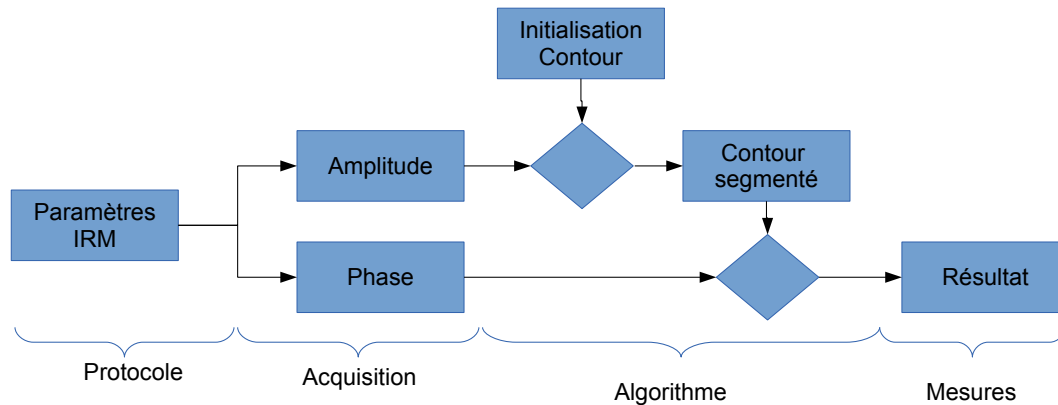 Initialisation
Contour
Amplitude
Contour
segmenté
Paramètres
IRM
Phase
Résultat
Protocole
Acquisition
Algorithme
Mesures